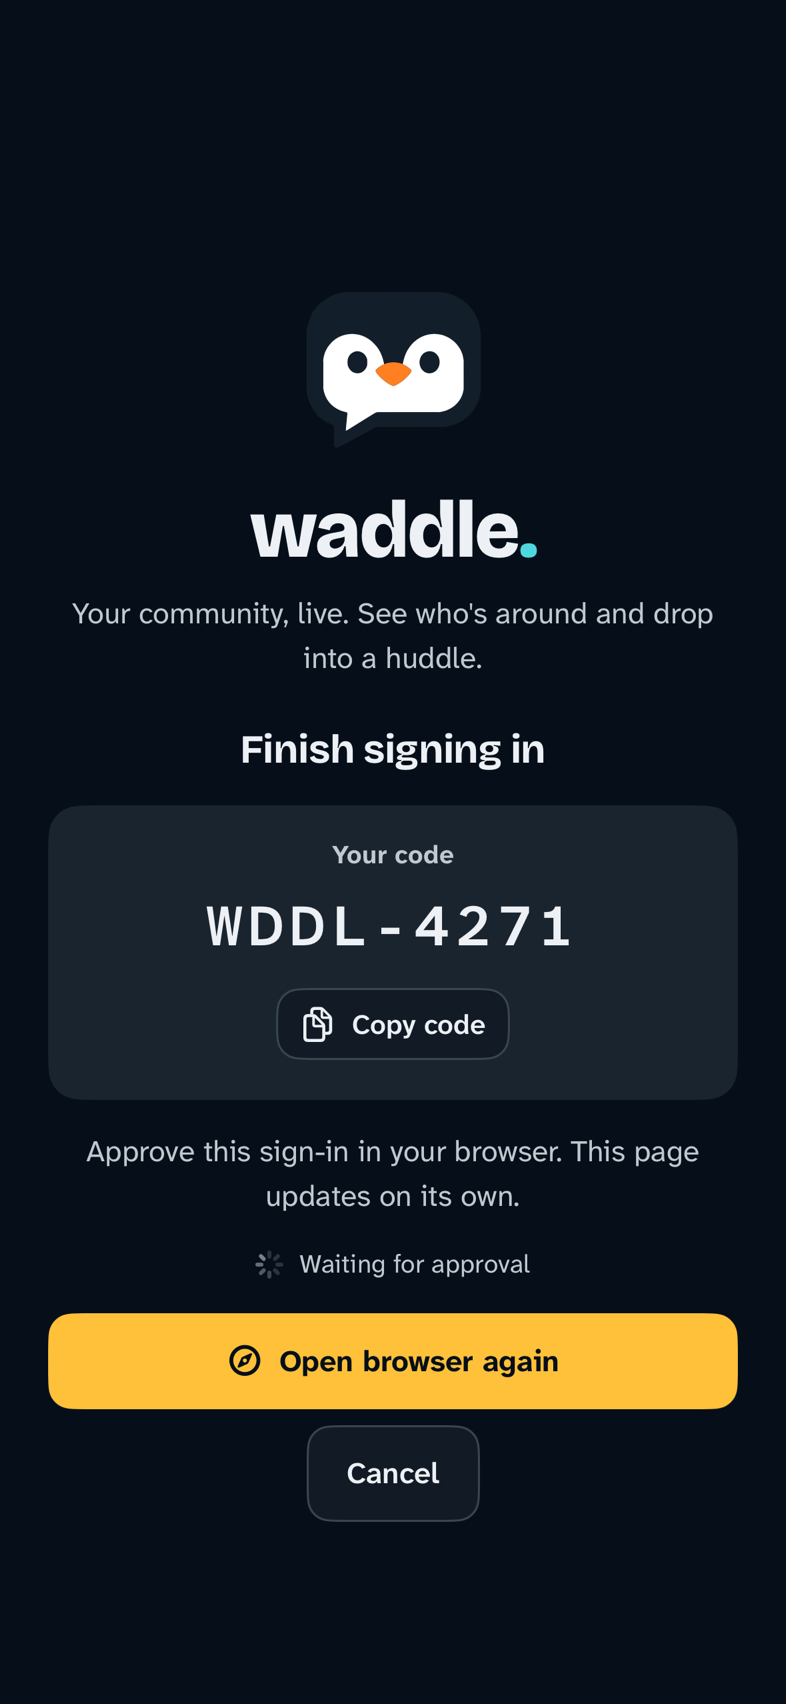 waddle.
Your community, live. See who's around and drop
into a huddle.
Finish signing in
Your code
WDDL-4271
Copy code
Approve this sign-in in your browser. This page
updates on its own.
Waiting for approval
Open browser again
Cancel